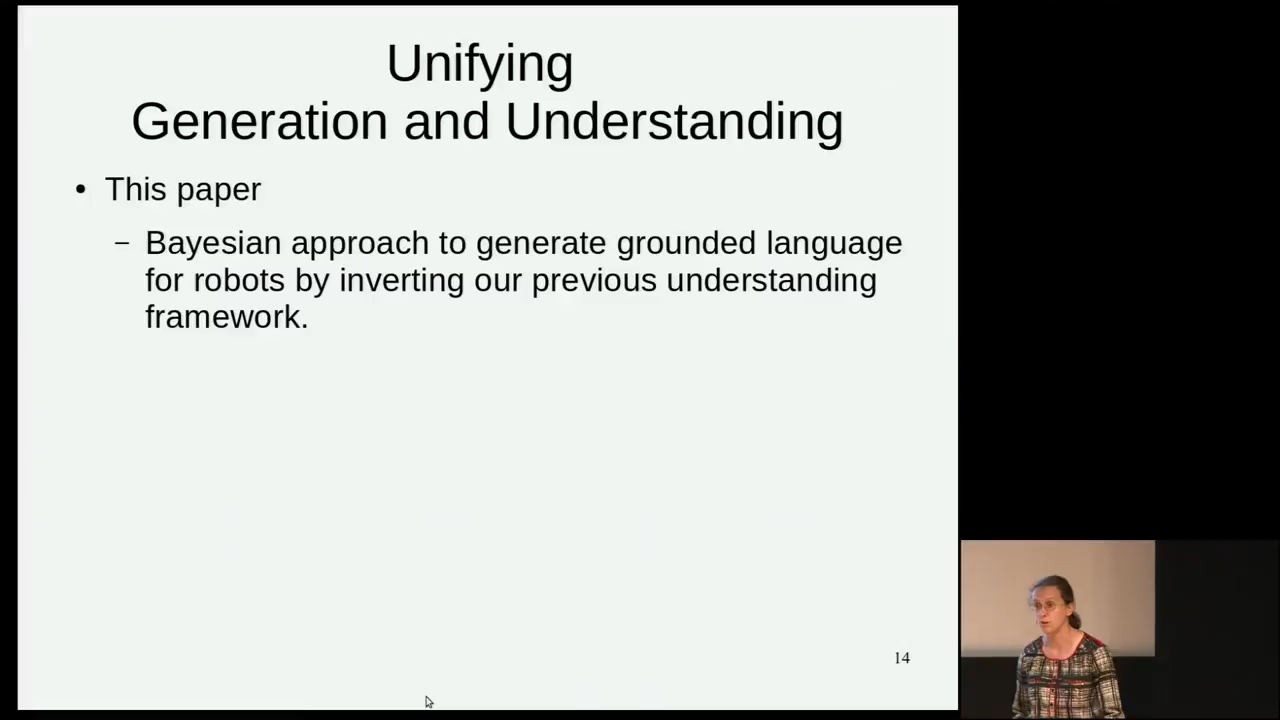 Unifying
Generation and Understanding
• This paper
– Bayesian approach to generate grounded language
for robots by inverting our previous understanding
framework.
14